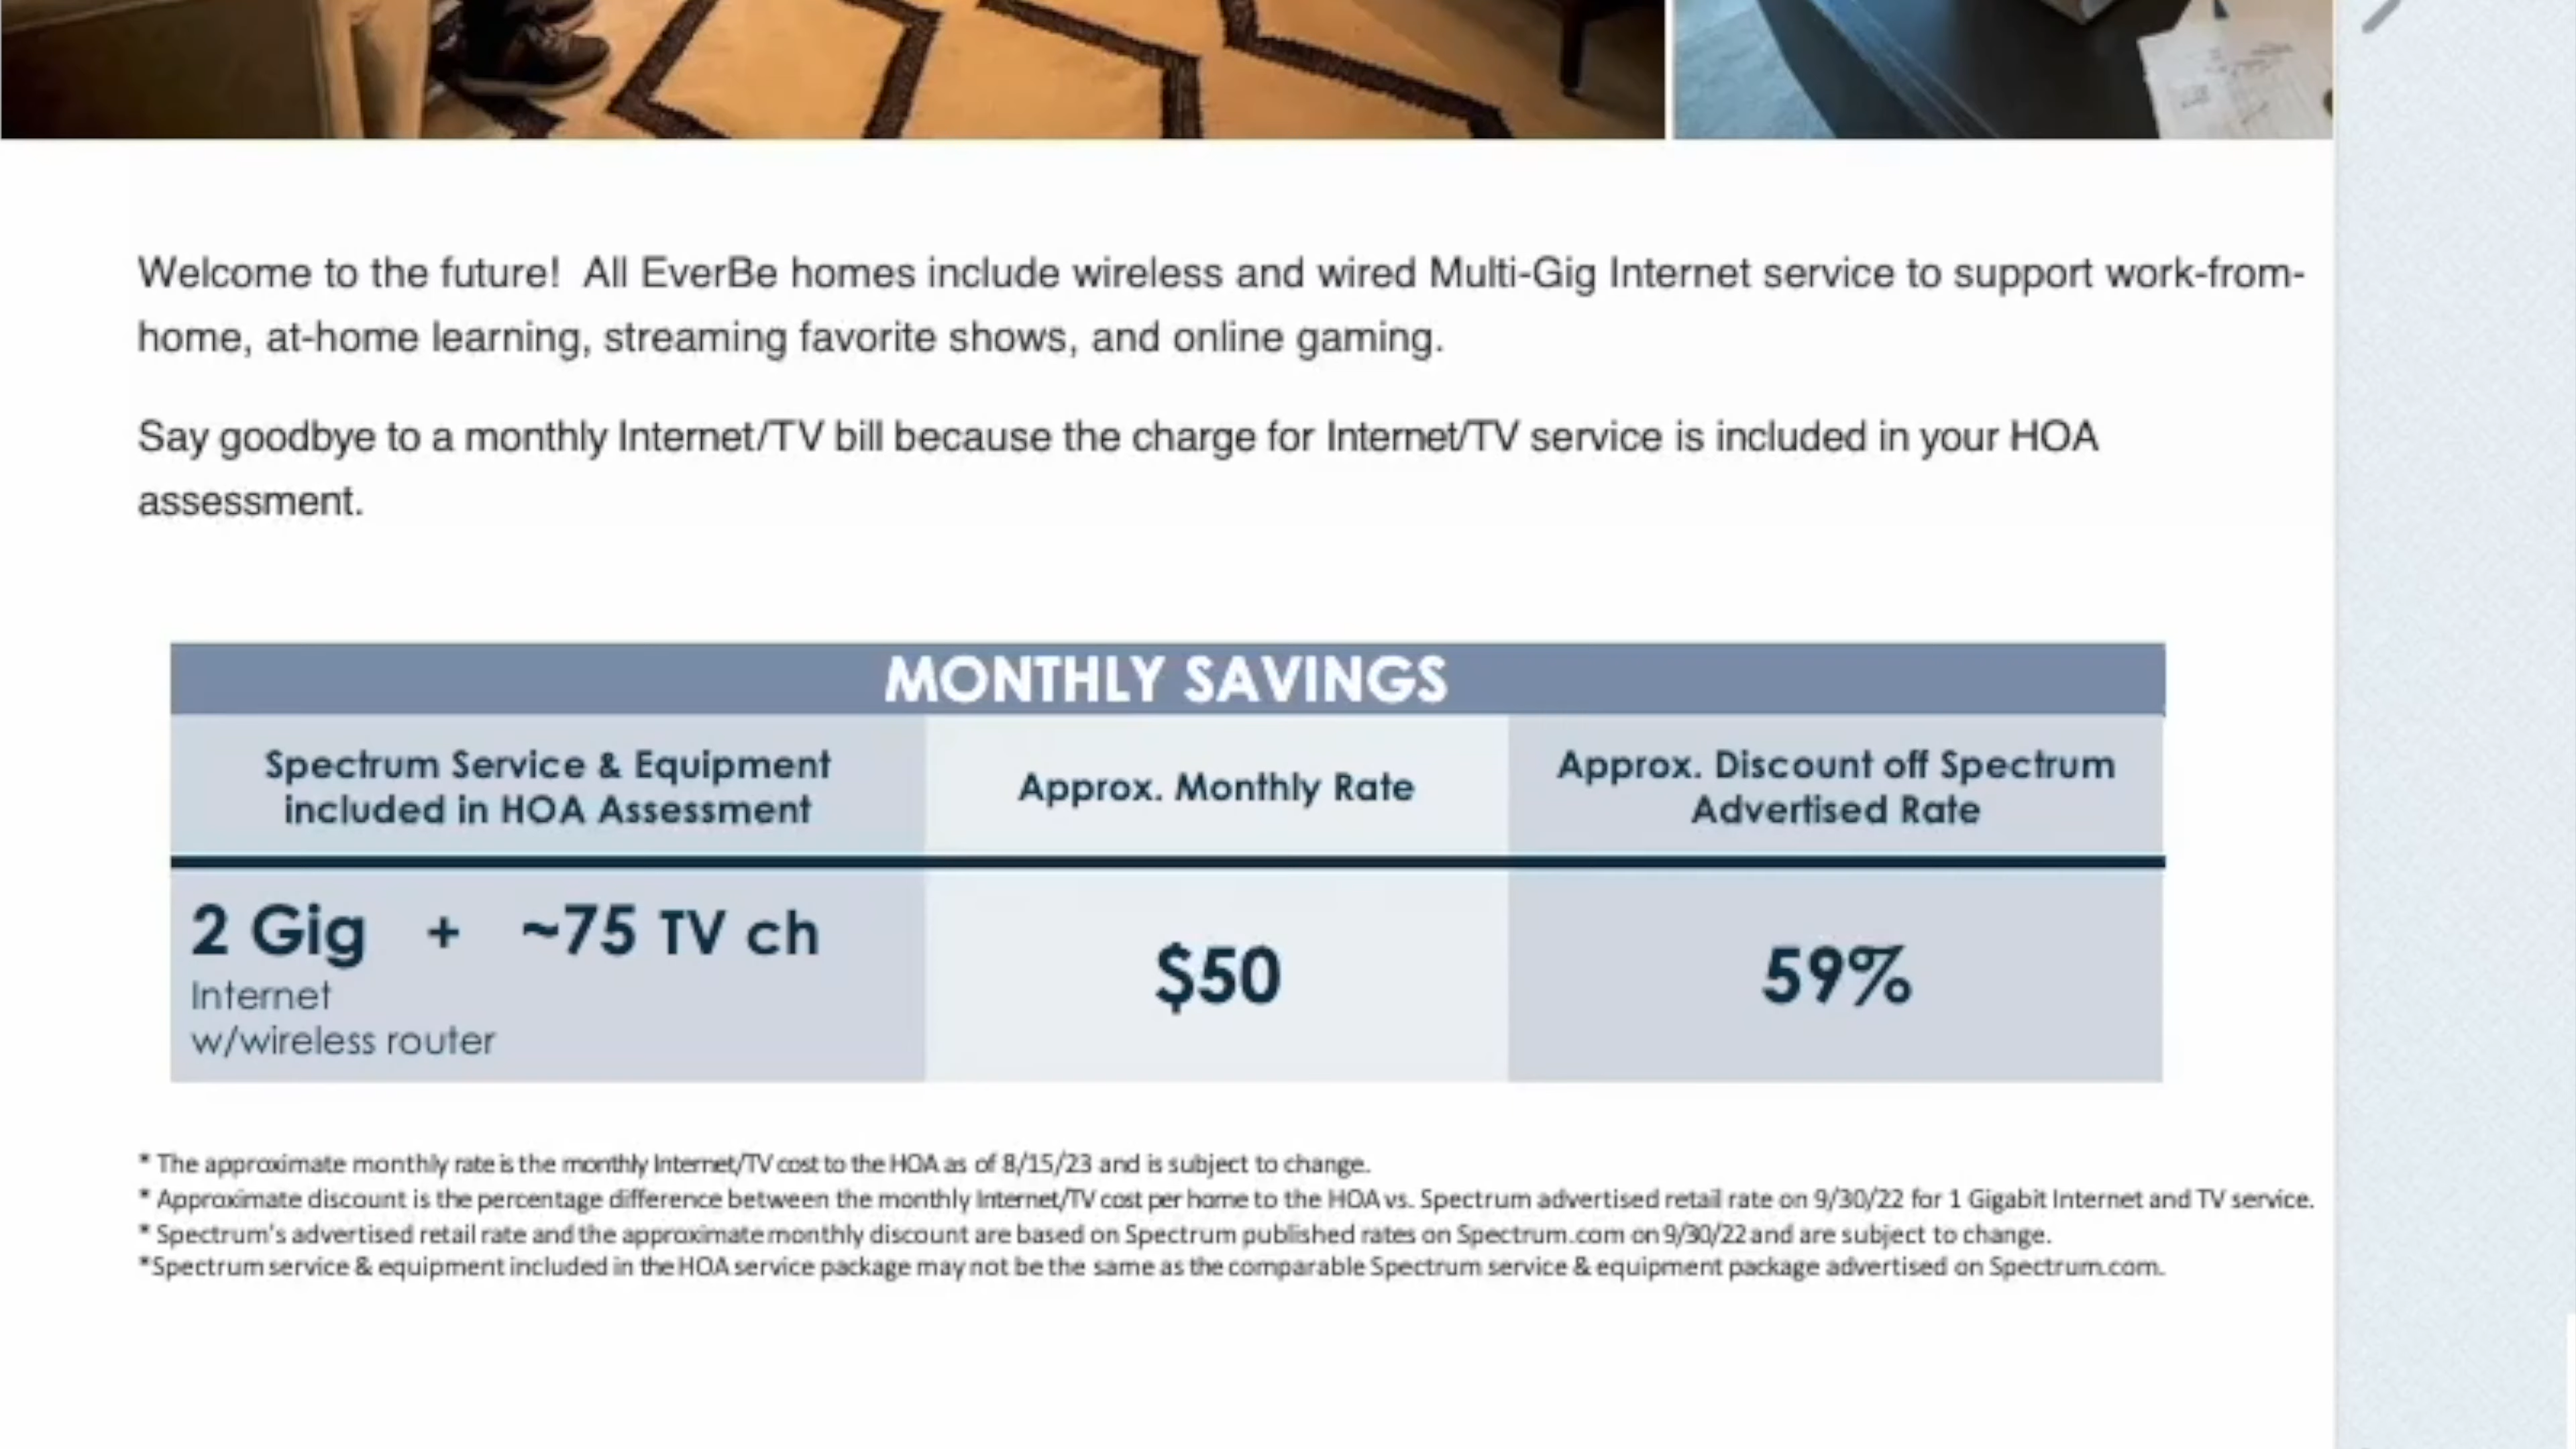 Welcome to the future!  All EverBe homes include wireless and wired Multi-Gig Internet service to support work-from-
home, at-home learning, streaming favorite shows, and online gaming.
Say goodbye to a monthly Internet/TV bill because the charge for Internet/TV service is included in your HOA
assessment.
MONTHLY SAVINGS
Spectrum Service & Equipment
included in HOA Assessment
Approx. Monthly Rate
Approx. Discount off Spectrum
Advertised Rate
2 Gig + ~75 TV ch
Internet
w/wireless router
$50
59%
* The approximate monthly rate is the monthly Internet/TV cost to the HOA as of 8/15/23 and is subject to change.
* Approximate discount is the percentage difference between the monthly Internet/TV cost per home to the HOA vs. Spectrum advertised retail rate on 9/30/22 for 1 Gigabit Internet and TV service.
* Spectrum's advertised retail rate and the approximate monthly discount are based on Spectrum published rates on Spectrum.com on 9/30/22 and are subject to change.
*Spectrum service & equipment included in the HOA service package may not be the same as the comparable Spectrum service & equipment package advertised on Spectrum.com.